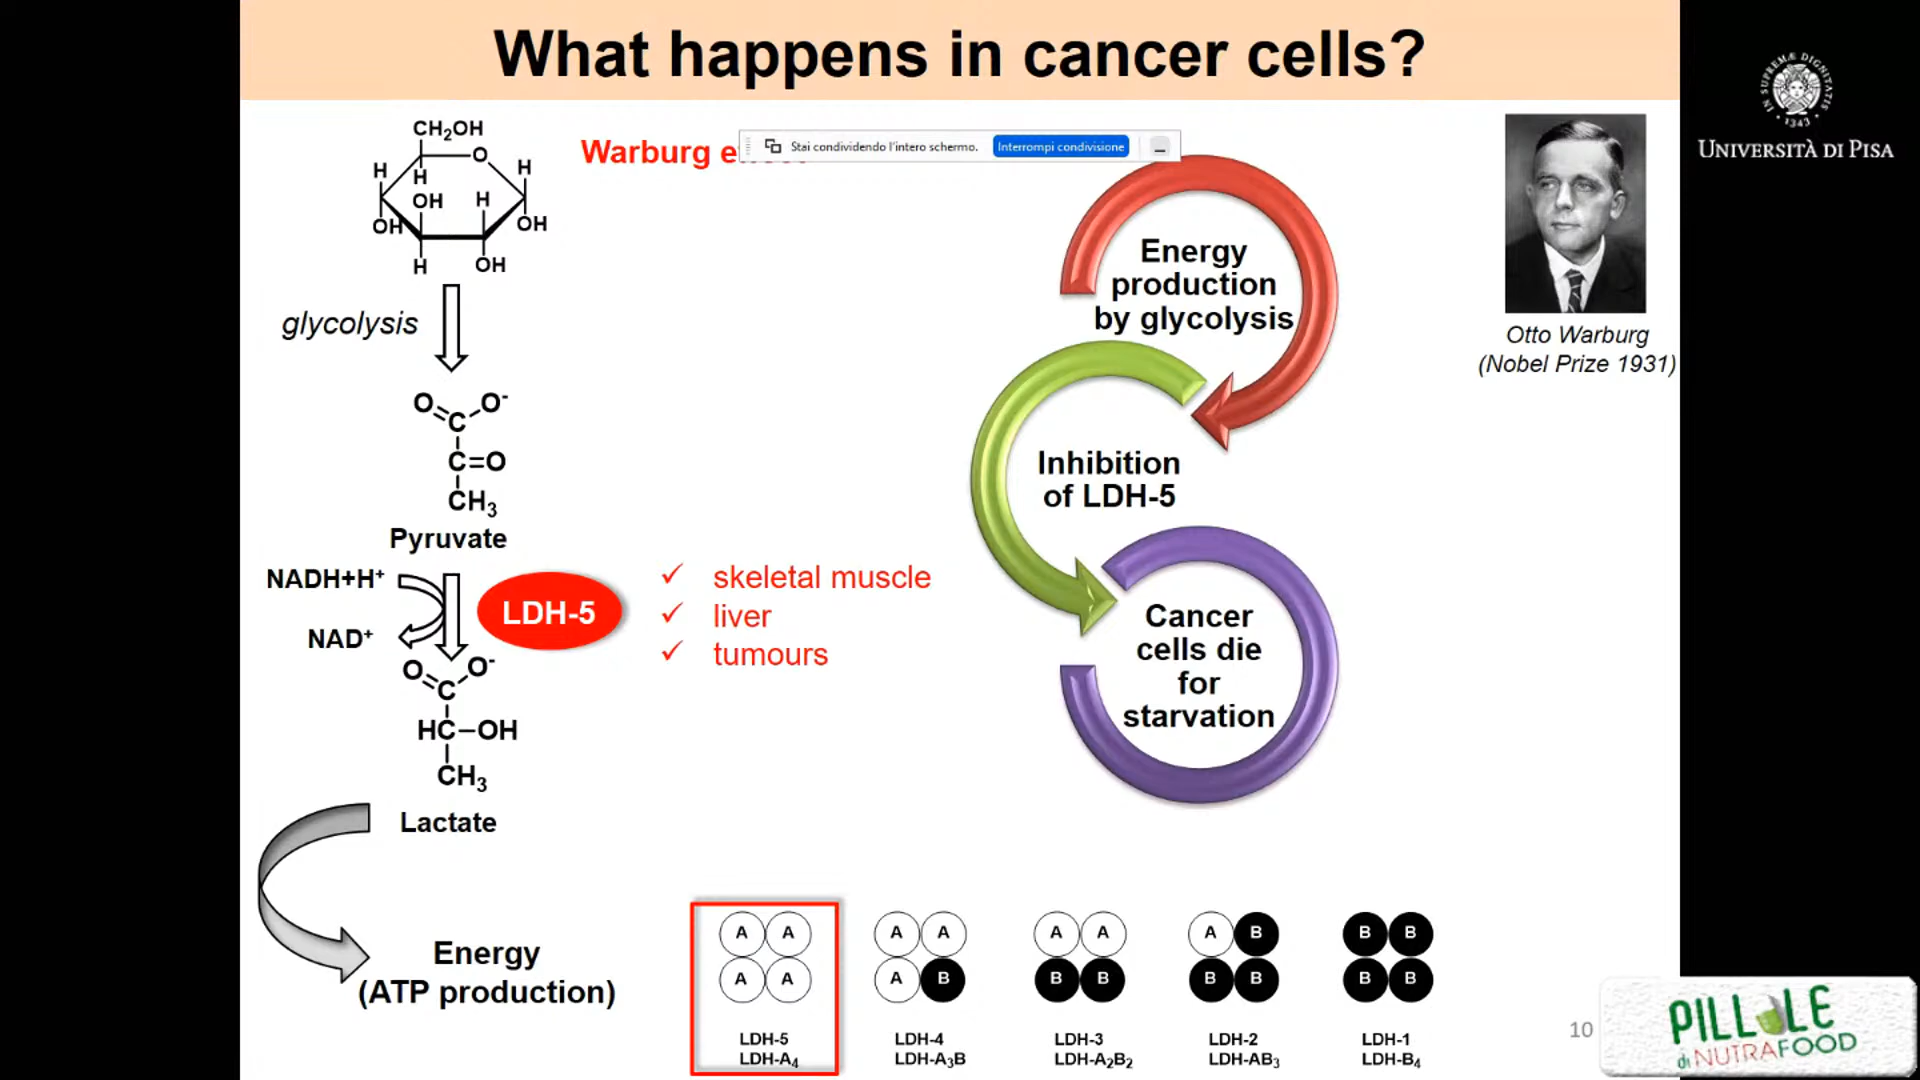 What happens in cancer cells?
IN SUPREMÆ DIGNITATIS
1343
UNIVERSITÀ DI PISA
Warburg e
Stai condividendo l'intero schermo.
Interrompi condivisione
CH2OH
O
H
H
H
OH
H
OH
OH
H
OH
glycolysis
O
O-
C
C=O
CH3
Pyruvate
NADH+H+
NAD+
LDH-5
✓ skeletal muscle
✓ liver
✓ tumours
O
O-
C
HC–OH
CH3
Lactate
Energy
(ATP production)
Energy
production
by glycolysis
Inhibition
of LDH-5
Cancer
cells die
for
starvation
Otto Warburg
(Nobel Prize 1931)
A A
A A
LDH-5
LDH-A4
A A
A B
LDH-4
LDH-A3B
A A
B B
LDH-3
LDH-A2B2
A B
B B
LDH-2
LDH-AB3
B B
B B
LDH-1
LDH-B4
10
PILLOLE
di NUTRAFOOD